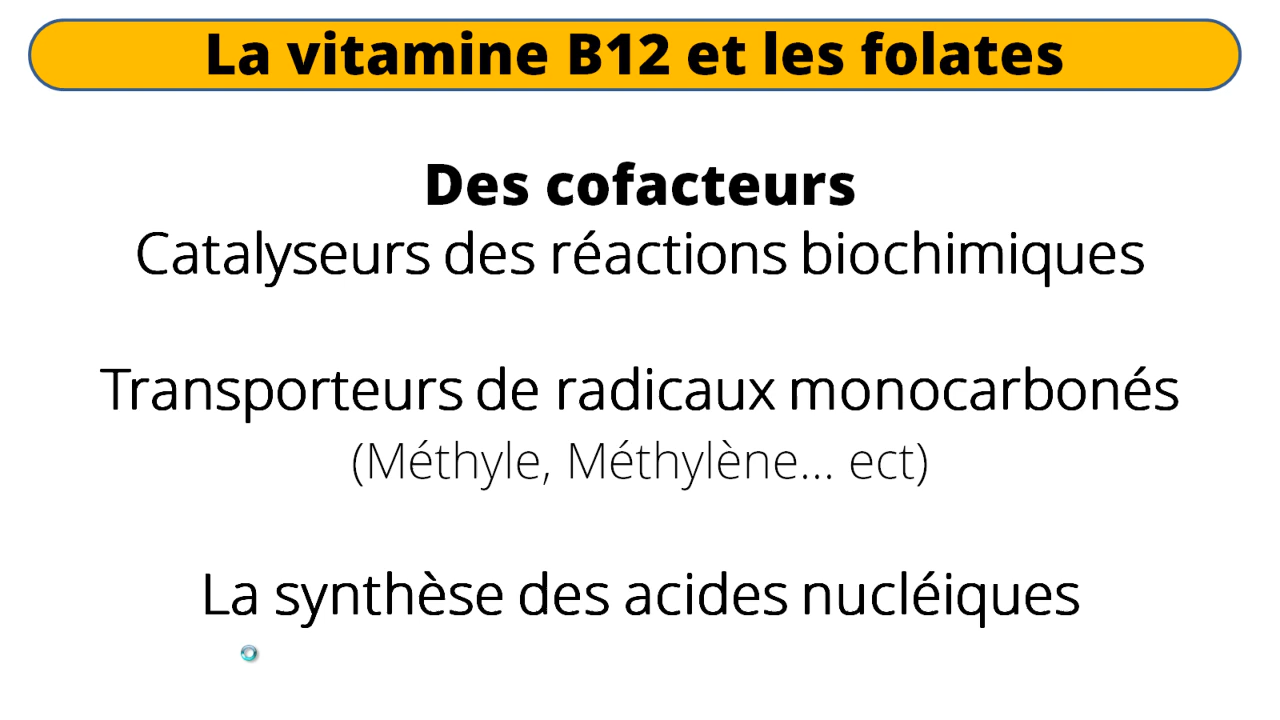 La vitamine B12 et les folates
Des cofacteurs
Catalyseurs des réactions biochimiques
Transporteurs de radicaux monocarbonés
(Méthyle, Méthylène... ect)
La synthèse des acides nucléiques